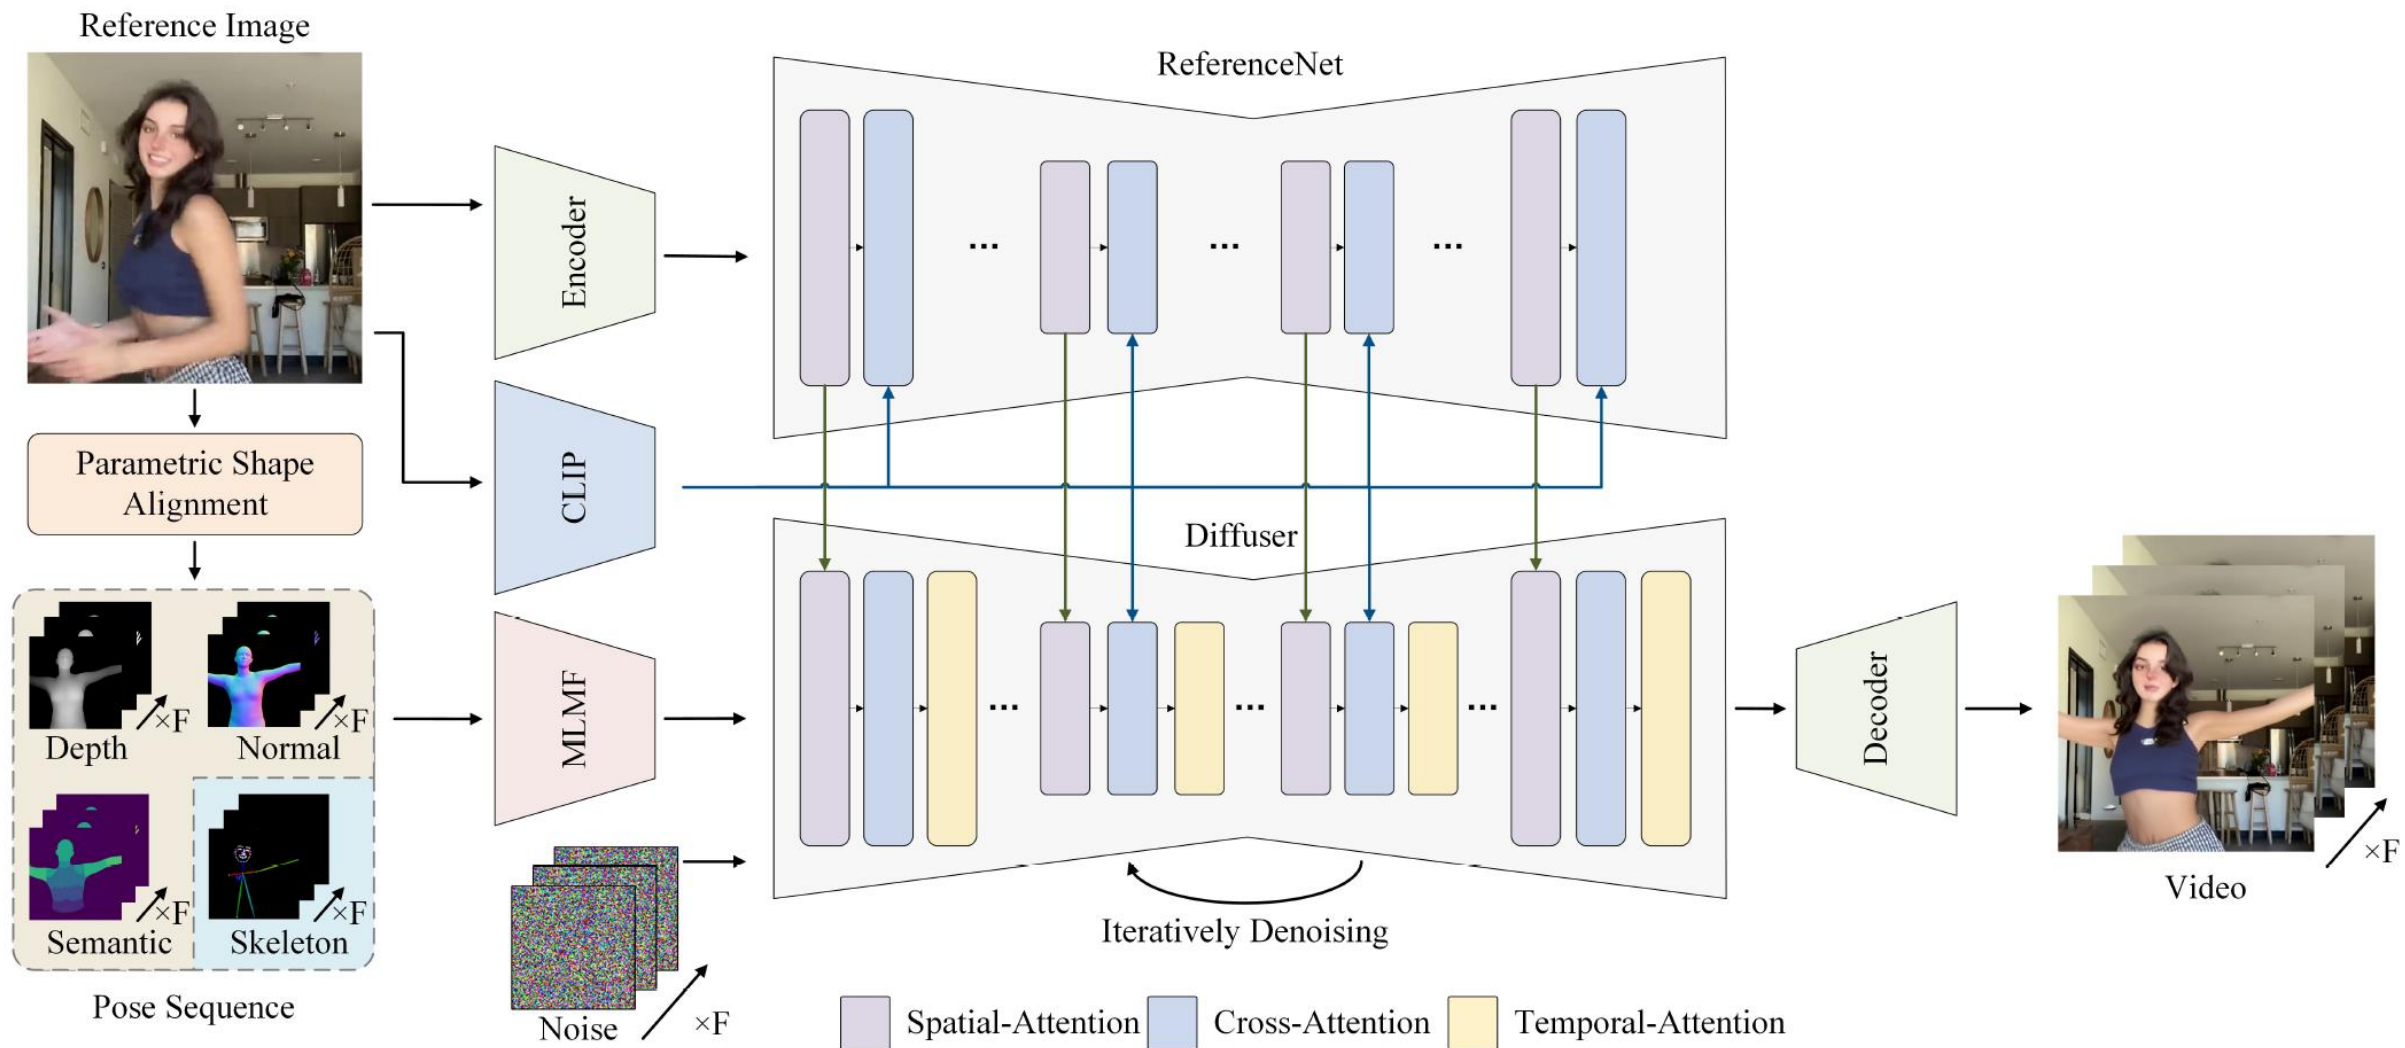 Reference Image
Parametric Shape
Alignment
×F
Depth
×F
Normal
×F
Semantic
×F
Skeleton
Pose Sequence
Encoder
CLIP
MLMF
Noise
×F
ReferenceNet
...
...
...
Diffuser
...
...
...
Iteratively Denoising
Spatial-Attention
Cross-Attention
Temporal-Attention
Decoder
Video
×F